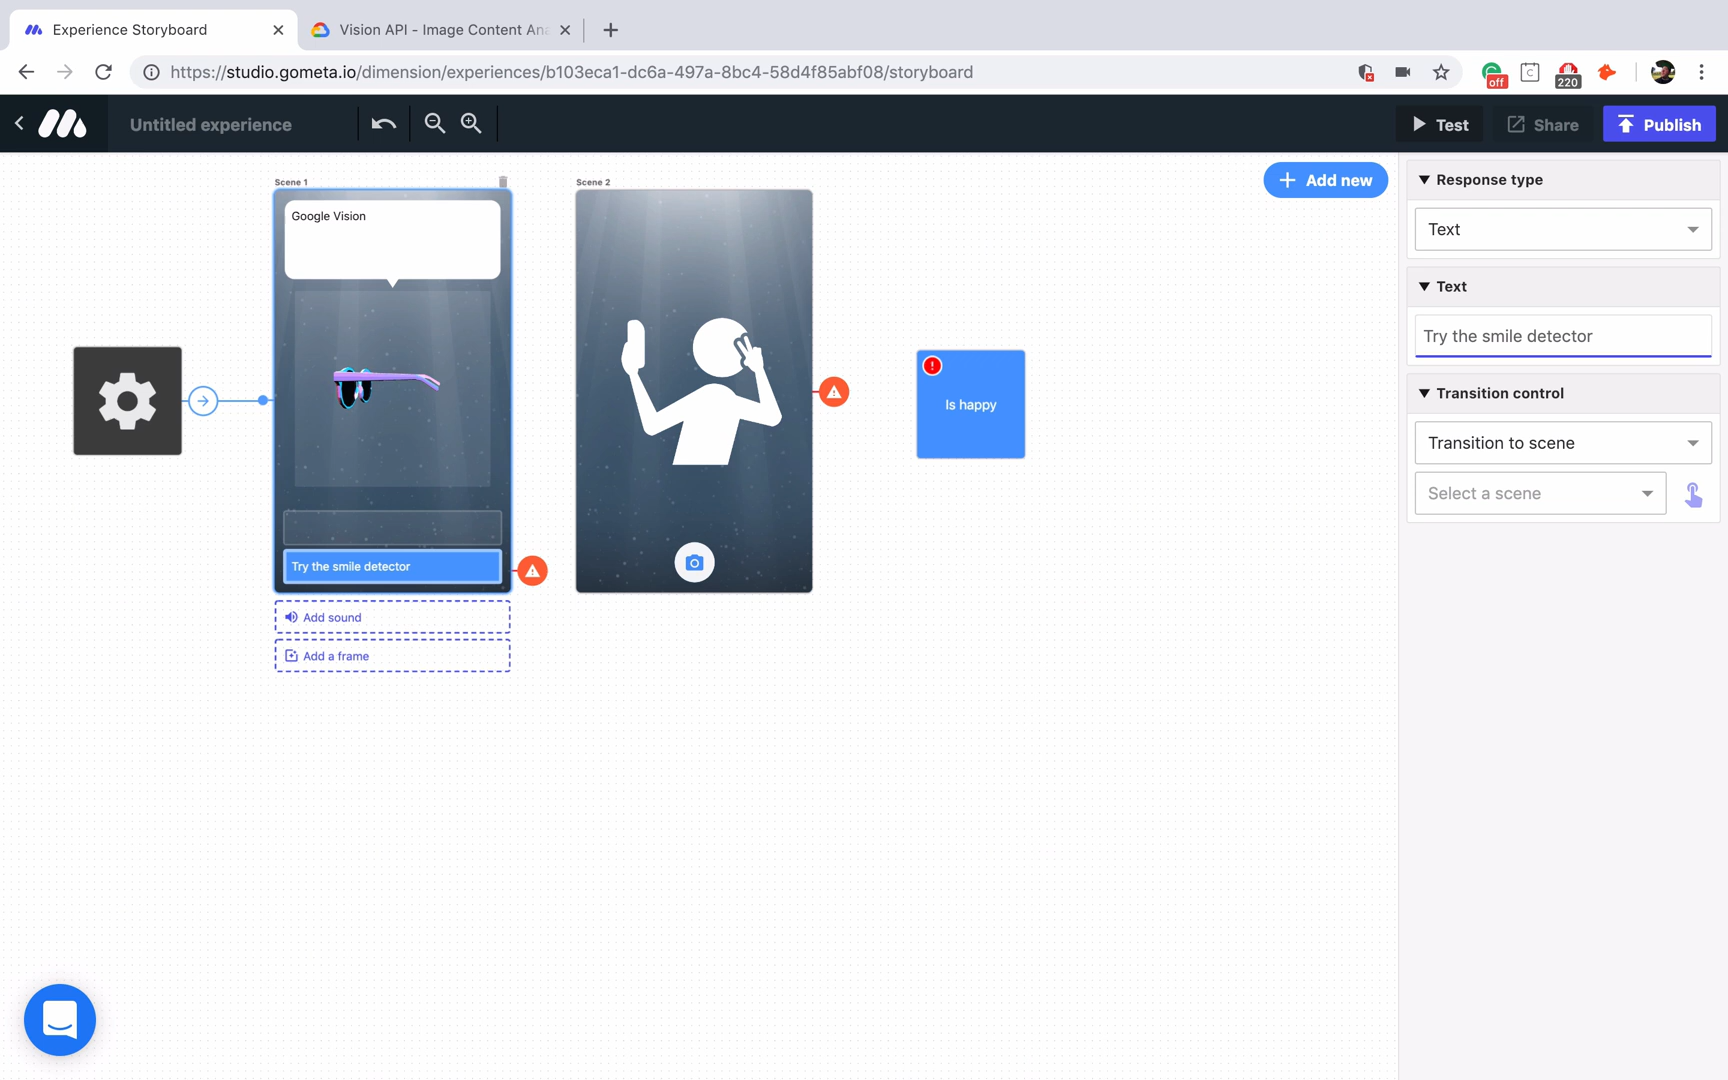 Experience Storyboard
Vision API - Image Content Ana
https://studio.gometa.io/dimension/experiences/b103eca1-dc6a-497a-8bc4-58d4f85abf08/storyboard
off
220
Untitled experience
Test
Share
Publish
Scene 1
Scene 2
Add new
Google Vision
Try the smile detector
Add sound
Add a frame
Is happy
Response type
Text
Text
Try the smile detector
Transition control
Transition to scene
Select a scene